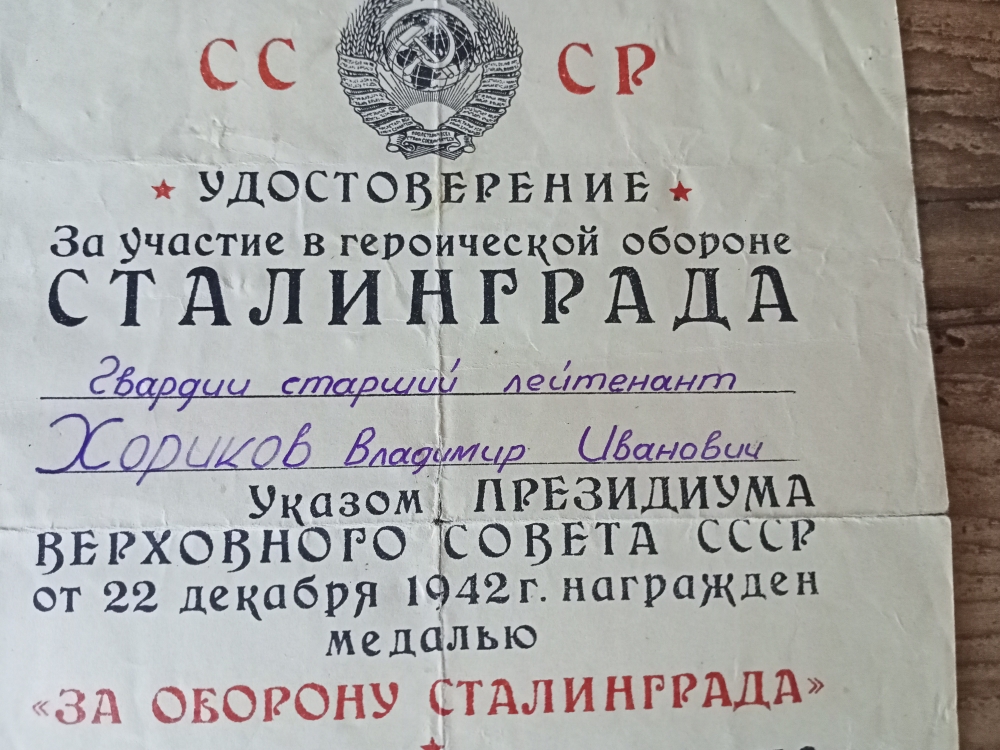 СС СР
УДОСТОВЕРЕНИЕ
За участие в героической обороне
СТАЛИНГРАДА
Гвардии старший лейтенант
Хориков Владимир Иванович
Указом ПРЕЗИДИУМА
ВЕРХОВНОГО СОВЕТА СССР
от 22 декабря 1942 г. награжден
медалью
«ЗА ОБОРОНУ СТАЛИНГРАДА»